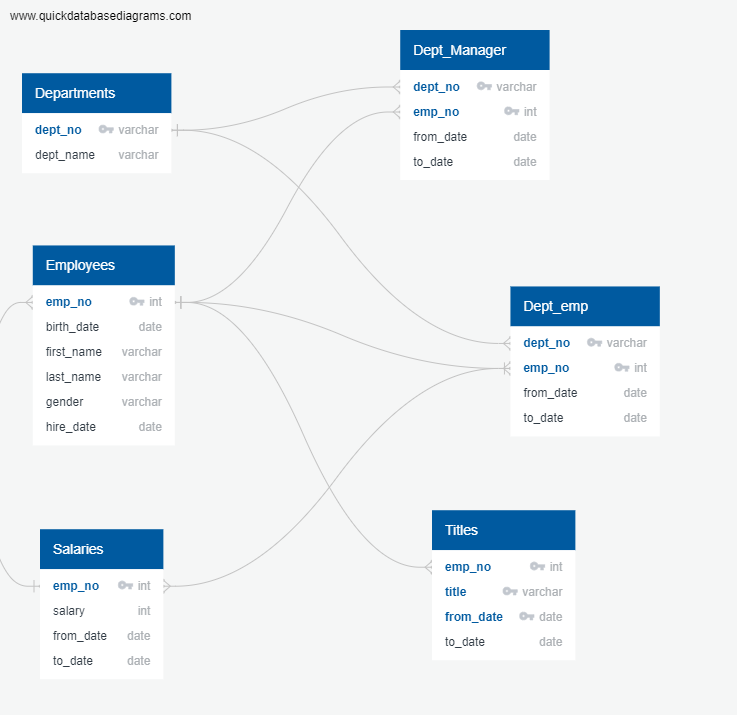 www.quickdatabasediagrams.com
Dept_Manager
dept_no varchar
emp_no int
from_date date
to_date date
Departments
dept_no varchar
dept_name varchar
Employees
emp_no int
birth_date date
first_name varchar
last_name varchar
gender varchar
hire_date date
Dept_emp
dept_no varchar
emp_no int
from_date date
to_date date
Salaries
emp_no int
salary int
from_date date
to_date date
Titles
emp_no int
title varchar
from_date date
to_date date